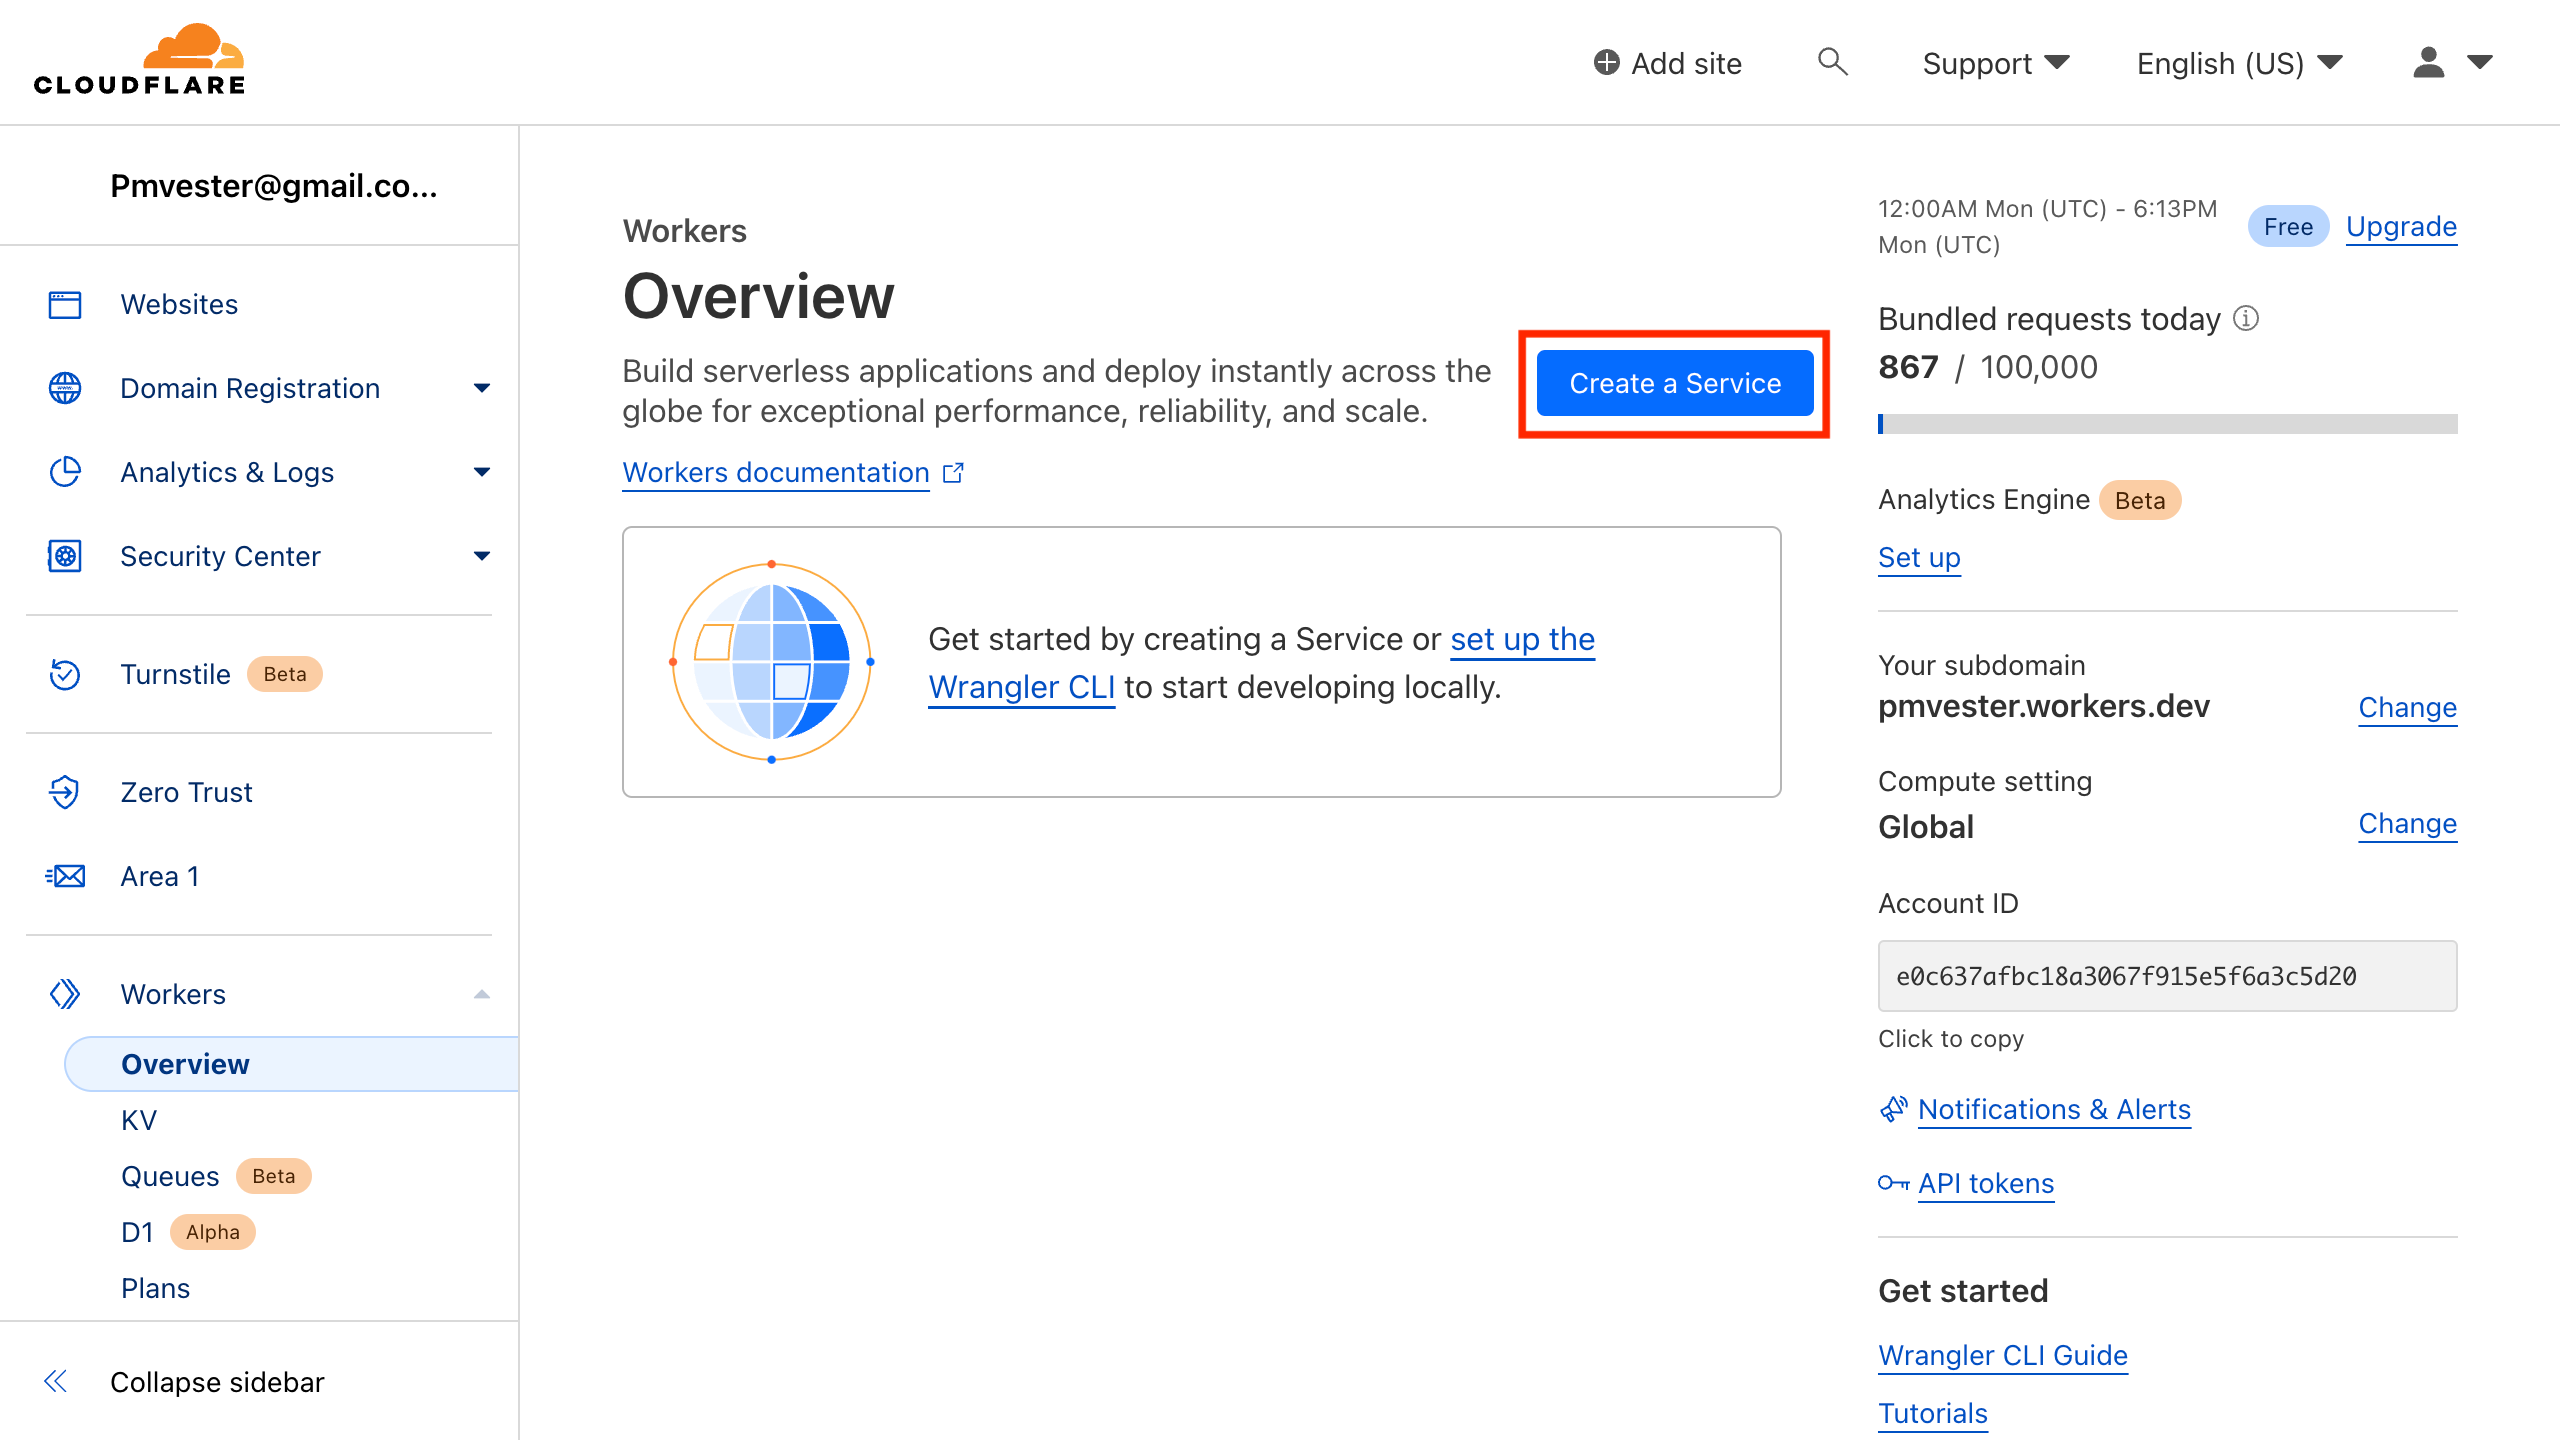 CLOUDFLARE
Add site
Support
English (US)
Pmvester@gmail.co...
Websites
Domain Registration
Analytics & Logs
Security Center
Turnstile Beta
Zero Trust
Area 1
Workers
Overview
KV
Queues Beta
D1 Alpha
Plans
Collapse sidebar
Workers
Overview
Build serverless applications and deploy instantly across the
globe for exceptional performance, reliability, and scale.
Create a Service
Workers documentation
Get started by creating a Service or set up the
Wrangler CLI to start developing locally.
12:00AM Mon (UTC) - 6:13PM
Mon (UTC)
Free Upgrade
Bundled requests today
867 / 100,000
Analytics Engine Beta
Set up
Your subdomain
pmvester.workers.dev
Change
Compute setting
Global
Change
Account ID
e0c637afbc18a3067f915e5f6a3c5d20
Click to copy
Notifications & Alerts
API tokens
Get started
Wrangler CLI Guide
Tutorials